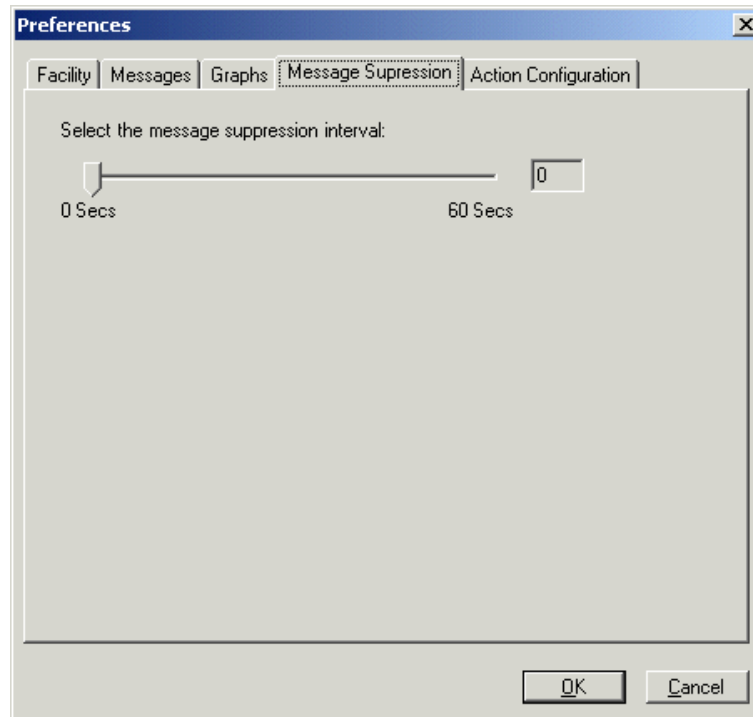 Preferences
Facility Messages Graphs Message Supression Action Configuration
Select the message suppression interval:
0
0 Secs 60 Secs
OK Cancel